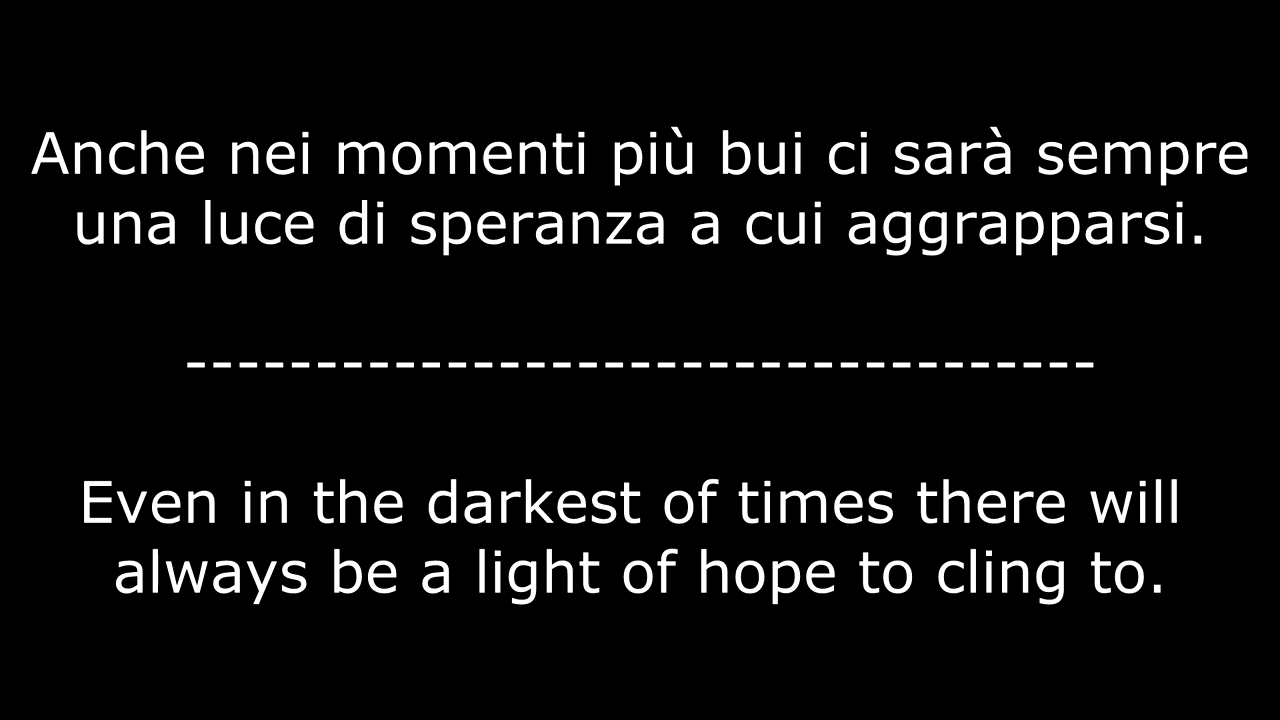 Anche nei momenti più bui ci sarà sempre
una luce di speranza a cui aggrapparsi.
-----------------------------------
Even in the darkest of times there will
always be a light of hope to cling to.